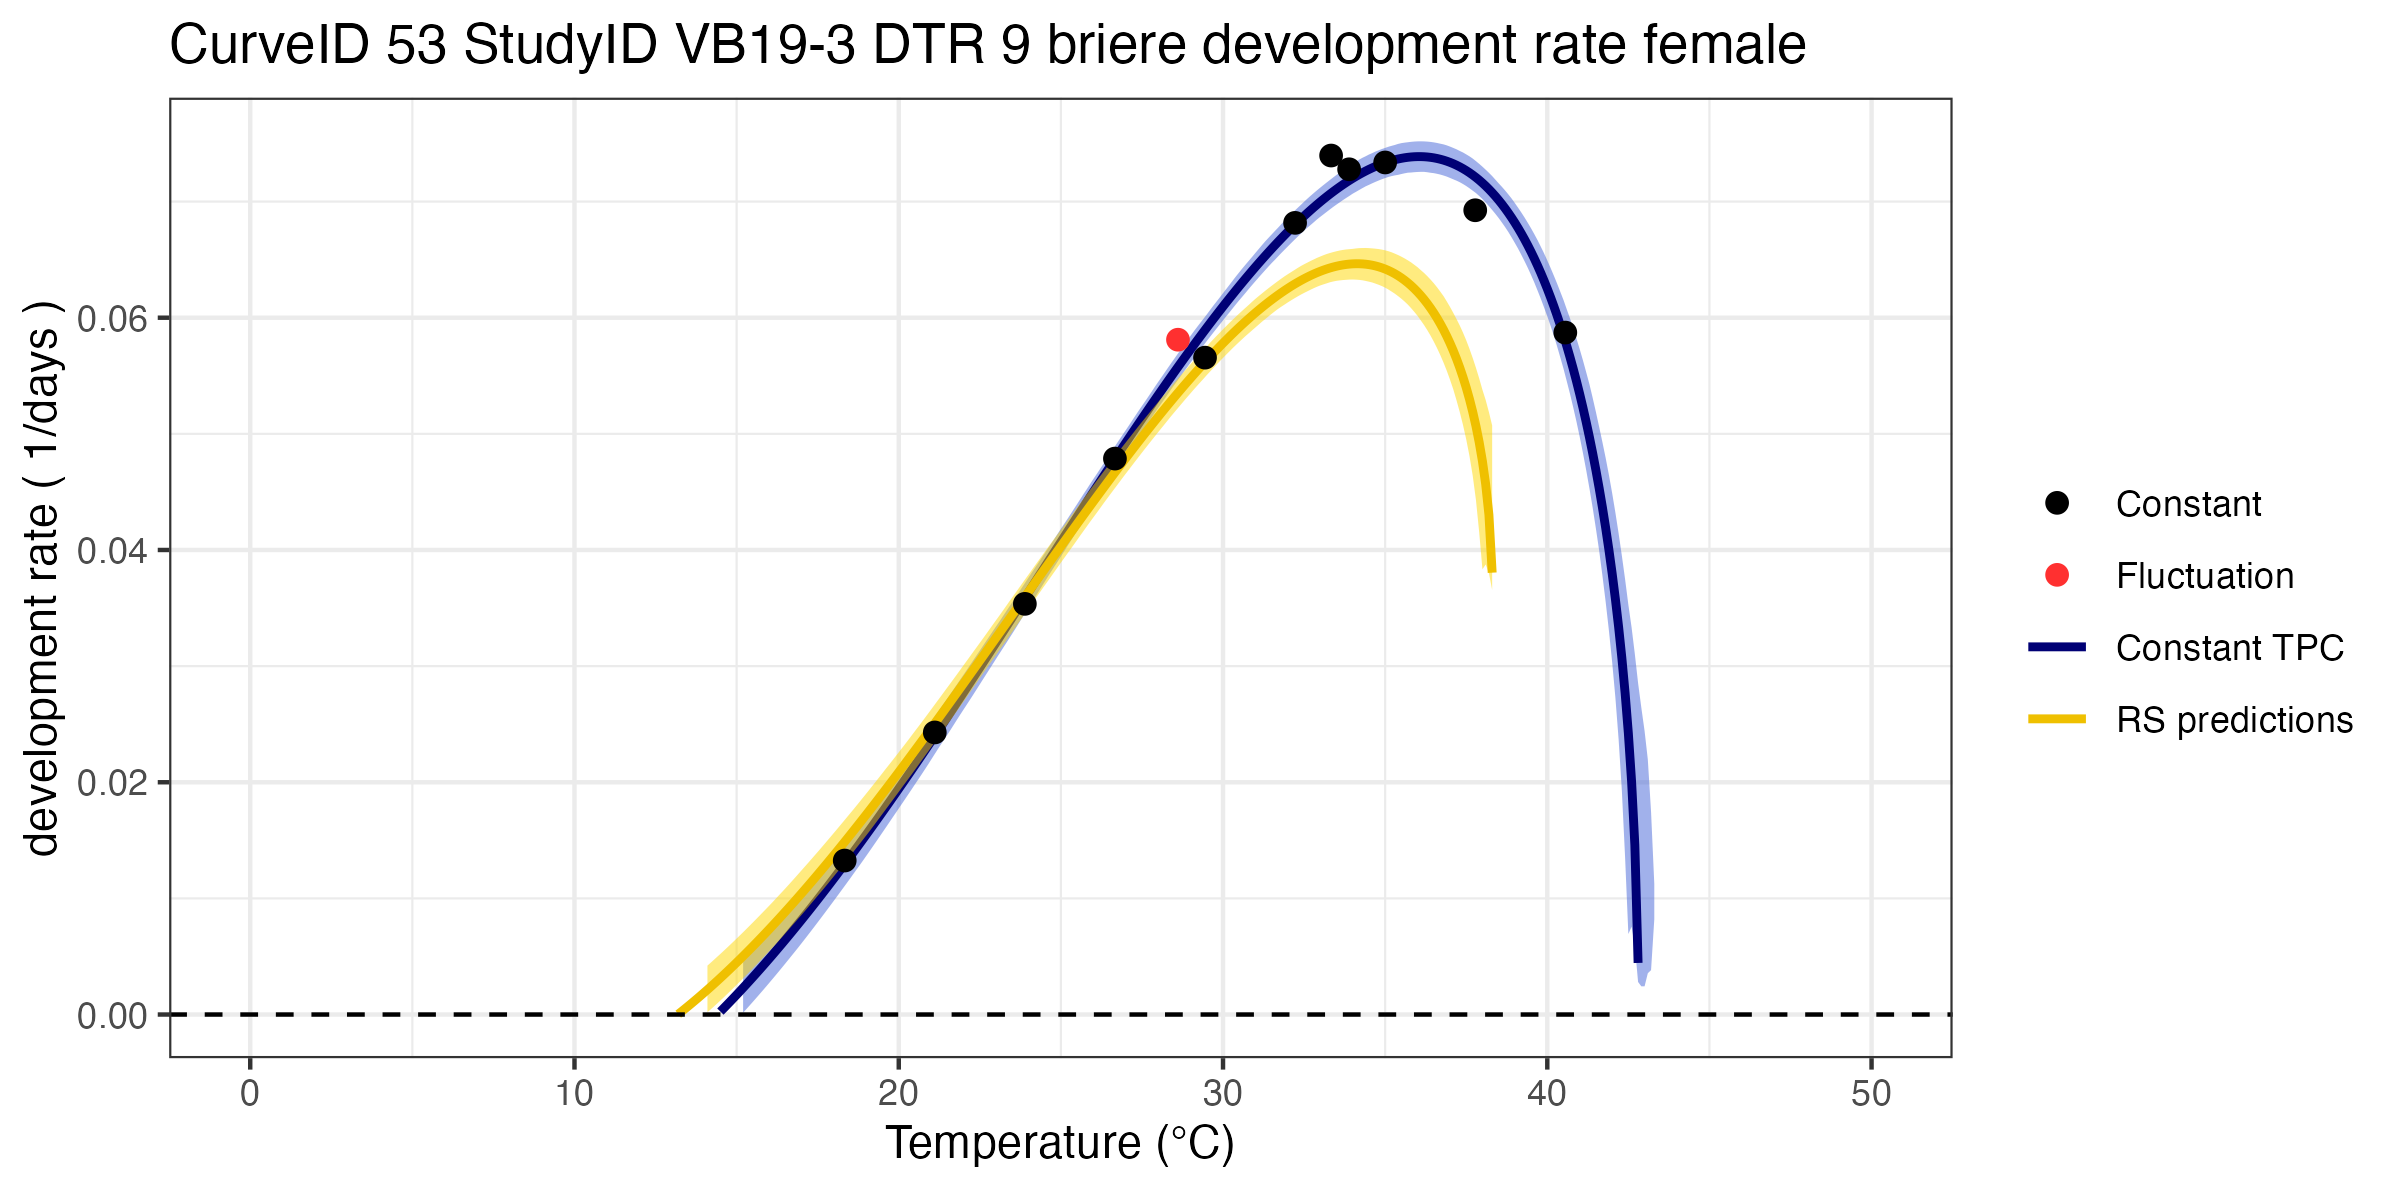 CurveID 53 StudyID VB19-3 DTR 9 briere development rate female
development rate ( 1/days )
0.06
0.04
0.02
0.00
0 10 20 30 40 50
Temperature (°C)
Constant
Fluctuation
Constant TPC
RS predictions